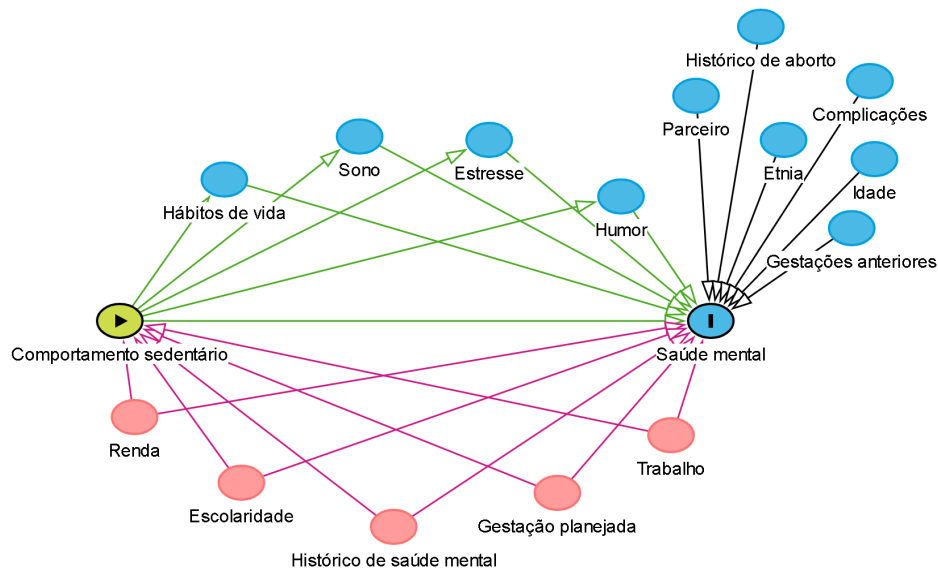 Histórico de aborto
Complicações
Parceiro
Etnia
Sono
Estresse
Idade
Hábitos de vida
Humor
Gestações anteriores
Comportamento sedentário
Saúde mental
Renda
Trabalho
Escolaridade
Gestação planejada
Histórico de saúde mental